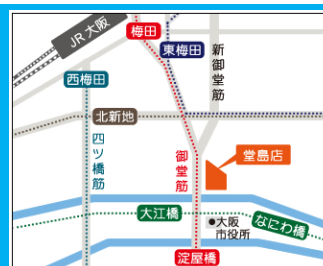 JR大阪
梅田
東梅田
新御堂筋
西梅田
北新地
四ツ橋筋
御堂筋
堂島店
大江橋
●大阪
市役所
なにわ橋
淀屋橋